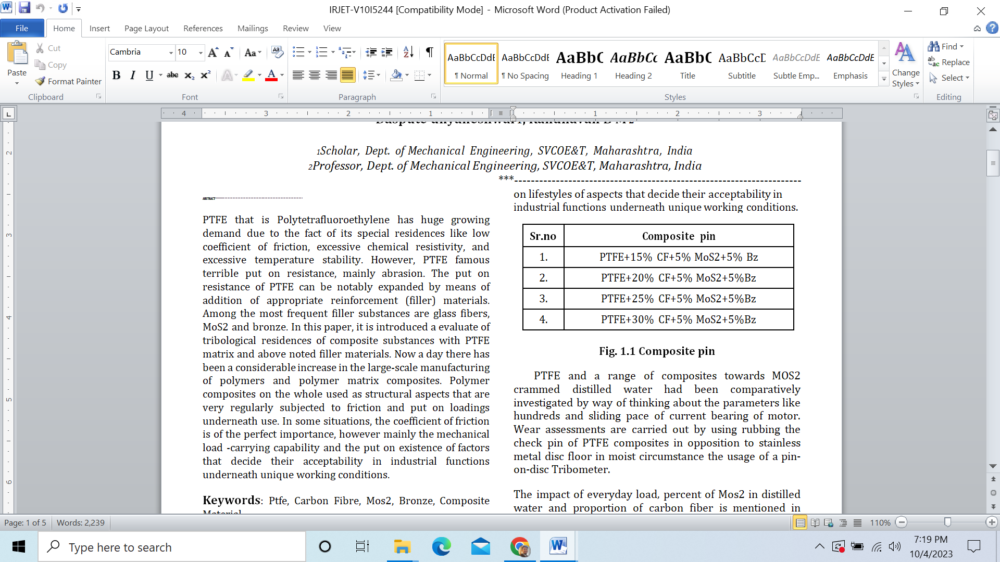 IRJET-V10I5244 [Compatibility Mode] - Microsoft Word (Product Activation Failed)
File Home Insert Page Layout References Mailings Review View
Paste
Cut
Copy
Format Painter
Clipboard
Cambria 10
Font
Paragraph
AaBbCcDdE AaBbCcDdE AaBbC AaBbCc AaBbC AaBbCcD AaBbCcDdE AaBbCcDdE
¶ Normal ¶ No Spacing Heading 1 Heading 2 Title Subtitle Subtle Emp... Emphasis
Change Styles
Styles
Find
Replace
Select
Editing
4 3 2 1 1 2 3
1Scholar, Dept. of Mechanical Engineering, SVCOE&T, Maharashtra, India
2Professor, Dept. of Mechanical Engineering, SVCOE&T, Maharashtra, India
***---------------------------------------------------------------------
ABSTRACT------------------------------------
PTFE that is Polytetrafluoroethylene has huge growing
demand due to the fact of its special residences like low
coefficient of friction, excessive chemical resistivity, and
excessive temperature stability. However, PTFE famous
terrible put on resistance, mainly abrasion. The put on
resistance of PTFE can be notably expanded by means of
addition of appropriate reinforcement (filler) materials.
Among the most frequent filler substances are glass fibers,
MoS2 and bronze. In this paper, it is introduced a evaluate of
tribological residences of composite substances with PTFE
matrix and above noted filler materials. Now a day there has
been a considerable increase in the large-scale manufacturing
of polymers and polymer matrix composites. Polymer
composites on the whole used as structural aspects that are
very regularly subjected to friction and put on loadings
underneath use. In some situations, the coefficient of friction
is of the perfect importance, however mainly the mechanical
load -carrying capability and the put on existence of factors
that decide their acceptability in industrial functions
underneath unique working conditions.
Keywords: Ptfe, Carbon Fibre, Mos2, Bronze, Composite
on lifestyles of aspects that decide their acceptability in
industrial functions underneath unique working conditions.
Sr.no Composite pin
1. PTFE+15% CF+5% MoS2+5% Bz
2. PTFE+20% CF+5% MoS2+5%Bz
3. PTFE+25% CF+5% MoS2+5%Bz
4. PTFE+30% CF+5% MoS2+5%Bz
Fig. 1.1 Composite pin
PTFE and a range of composites towards MOS2
crammed distilled water had been comparatively
investigated by way of thinking about the parameters like
hundreds and sliding pace of current bearing of motor.
Wear assessments are carried out by using rubbing the
check pin of PTFE composites in opposition to stainless
metal disc floor in moist circumstance the usage of a pin-
on-disc Tribometer.
The impact of everyday load, percent of Mos2 in distilled
water and proportion of carbon fiber is mentioned in
Page: 1 of 5 Words: 2,239
110%
Type here to search
7:19 PM
10/4/2023